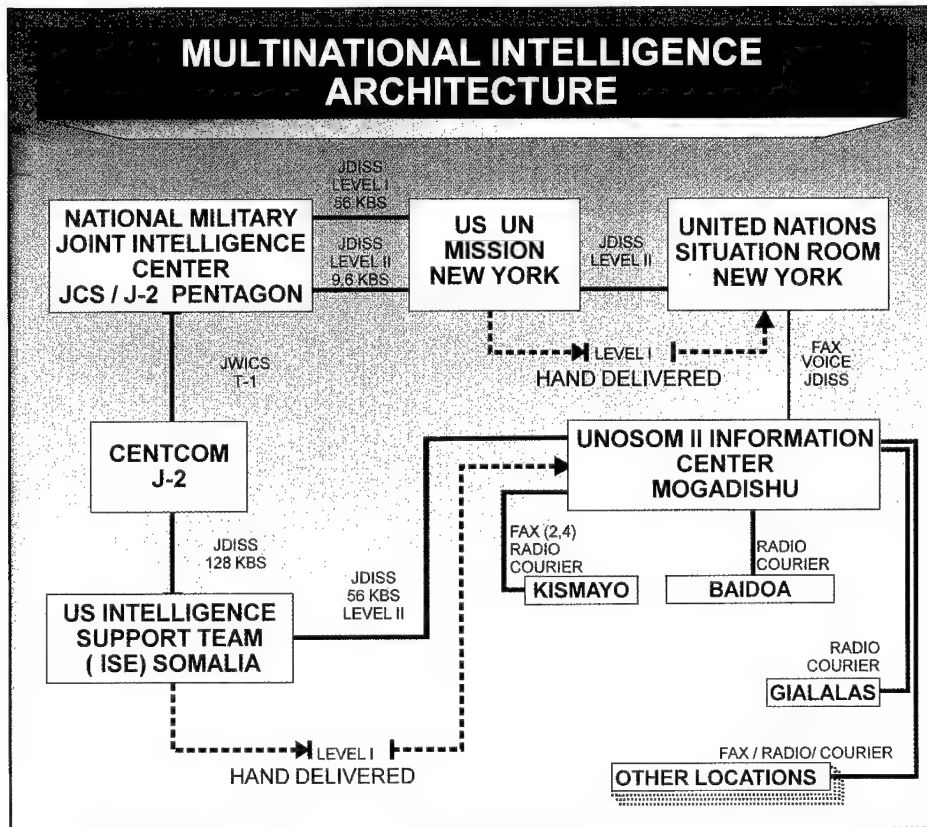 MULTINATIONAL INTELLIGENCE
ARCHITECTURE
JDISS
LEVEL I
56 KBS
NATIONAL MILITARY
JOINT INTELLIGENCE
CENTER
JCS / J-2 PENTAGON
JDISS
LEVEL II
9.6 KBS
US UN
MISSION
NEW YORK
JDISS
LEVEL II
UNITED NATIONS
SITUATION ROOM
NEW YORK
LEVEL I
HAND DELIVERED
FAX
VOICE
JDISS
JWICS
T-1
CENTCOM
J-2
UNOSOM II INFORMATION
CENTER
MOGADISHU
JDISS
128 KBS
FAX (2,4)
RADIO
COURIER
KISMAYO
RADIO
COURIER
BAIDOA
JDISS
56 KBS
LEVEL II
US INTELLIGENCE
SUPPORT TEAM
( ISE) SOMALIA
RADIO
COURIER
GIALALAS
LEVEL I
HAND DELIVERED
FAX / RADIO/ COURIER
OTHER LOCATIONS